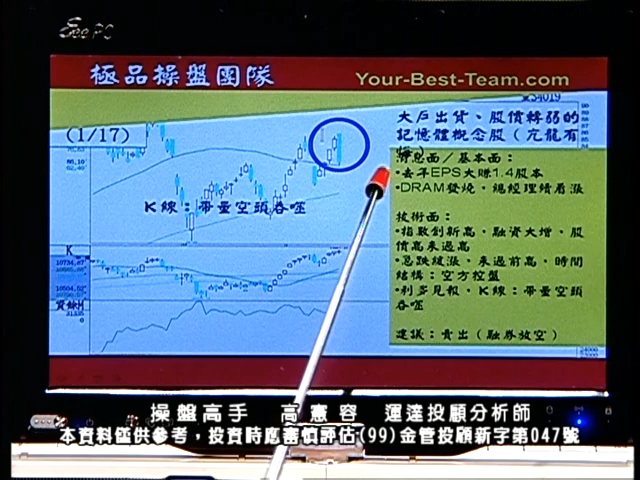 Eee PC
極品操盤團隊
Your-Best-Team.com
(1/17)
大戶出貨、股價轉弱的
記憶體概念股(亢龍有
消息面/基本面:
•去年EPS大賺1.4股本
•DRAM發燒,總經理續看漲
技術面:
•指數創新高,融資大增、股
價高未過高
•急跌緩漲、未過前高、時間
結構:空方控盤
•利多見報、K線:帶量空頭
吞噬
建議:賣出(融券放空)
K線:帶量空頭吞噬
K
操盤高手 高憲容 運達投顧分析師
本資料僅供參考,投資時應審慎評估(99)金管投顧新字第047號